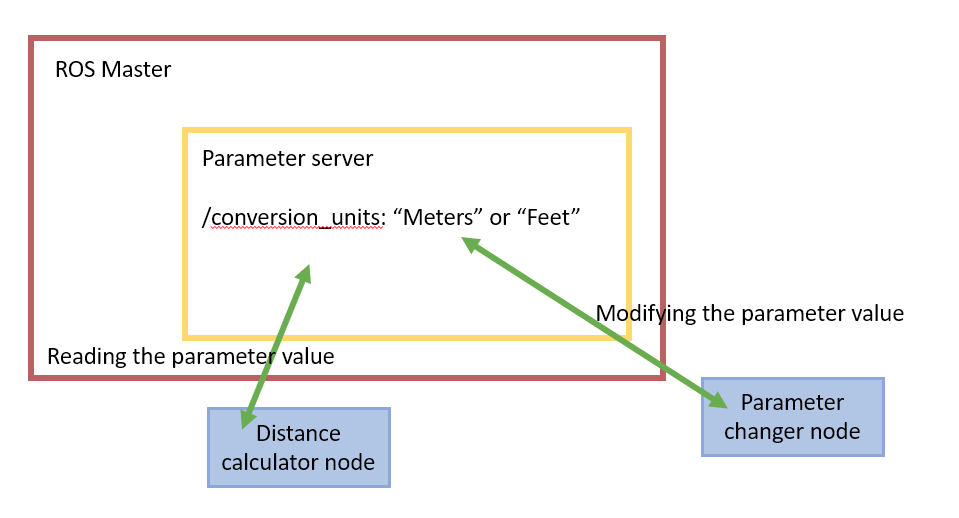 ROS Master
Parameter server
/conversion_units: “Meters” or “Feet”
Modifying the parameter value
Reading the parameter value
Parameter
changer node
Distance
calculator node